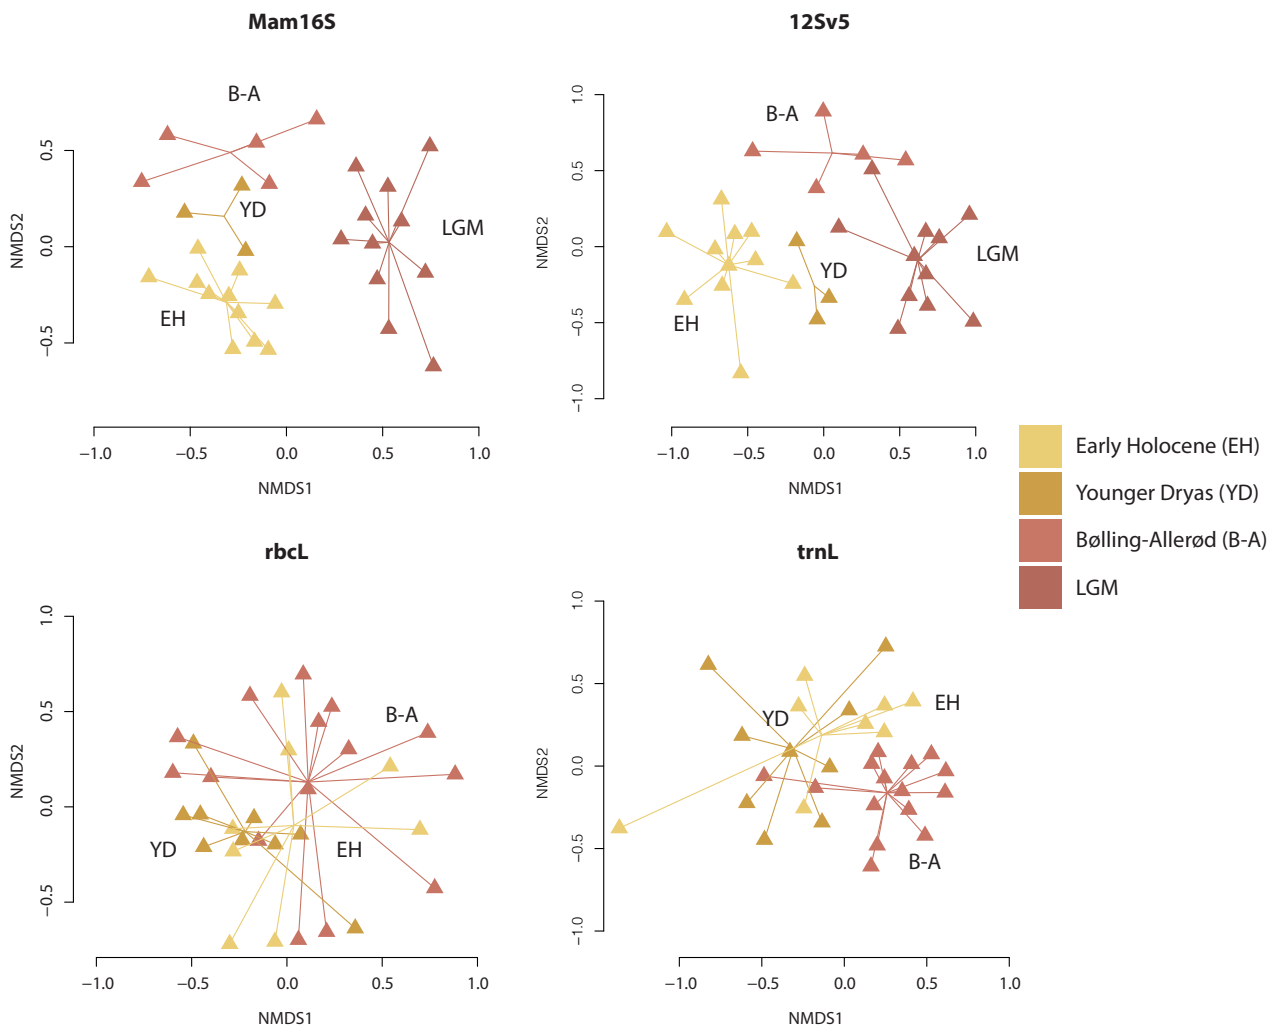 Mam16S
B-A
YD
LGM
EH
NMDS2
0.5
0.0
−0.5
−1.0
−0.5
0.0
0.5
1.0
NMDS1
12Sv5
B-A
YD
LGM
EH
NMDS2
1.0
0.5
0.0
−0.5
−1.0
−1.0
−0.5
0.0
0.5
1.0
NMDS1
Early Holocene (EH)
Younger Dryas (YD)
Bølling-Allerød (B-A)
LGM
rbcL
B-A
YD
EH
NMDS2
1.0
0.5
0.0
−0.5
−1.0
−0.5
0.0
0.5
1.0
NMDS1
trnL
YD
EH
B-A
NMDS2
1.0
0.5
0.0
−0.5
−1.0
−1.0
−0.5
0.0
0.5
1.0
NMDS1